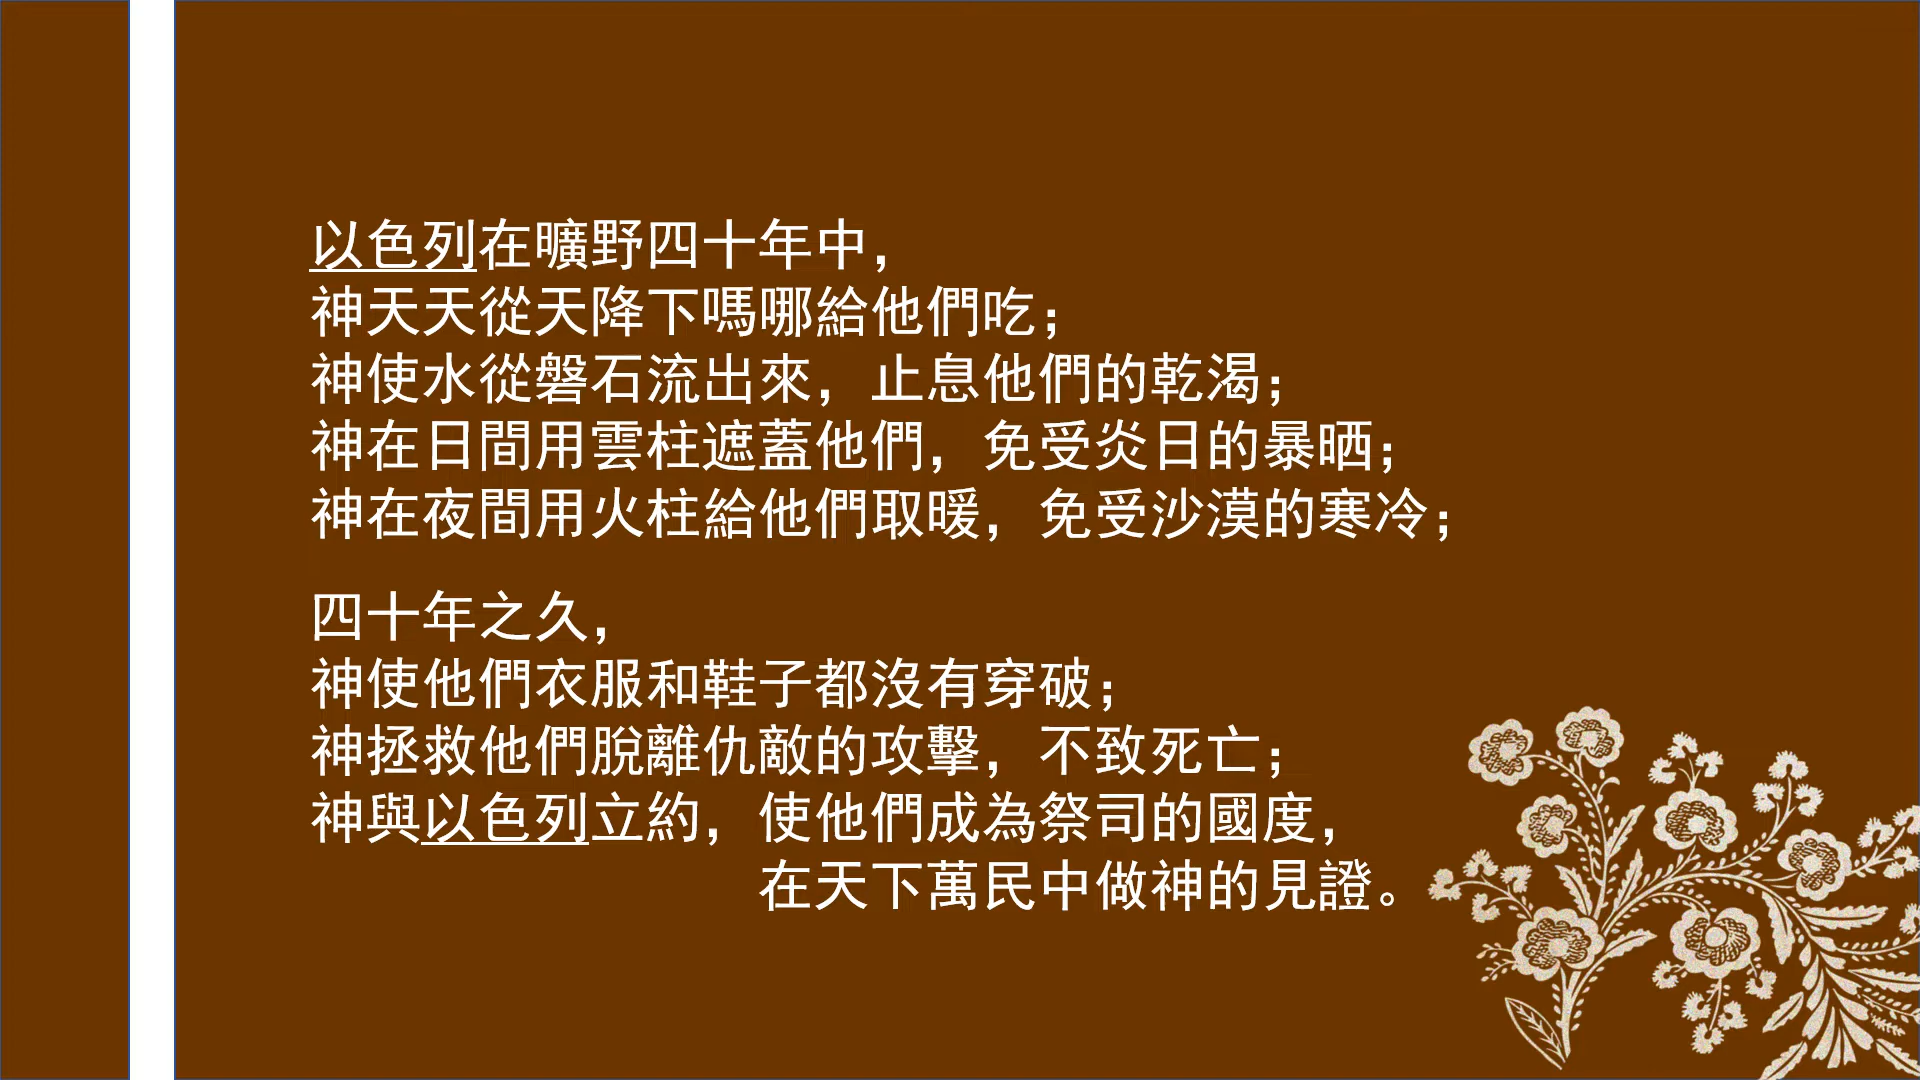 以色列在曠野四十年中，
神天天從天降下嗎哪給他們吃；
神使水從磐石流出來，止息他們的乾渴；
神在日間用雲柱遮蓋他們，免受炎日的暴晒；
神在夜間用火柱給他們取暖，免受沙漠的寒冷；
四十年之久，
神使他們衣服和鞋子都沒有穿破；
神拯救他們脫離仇敵的攻擊，不致死亡；
神與以色列立約，使他們成為祭司的國度，
在天下萬民中做神的見證。